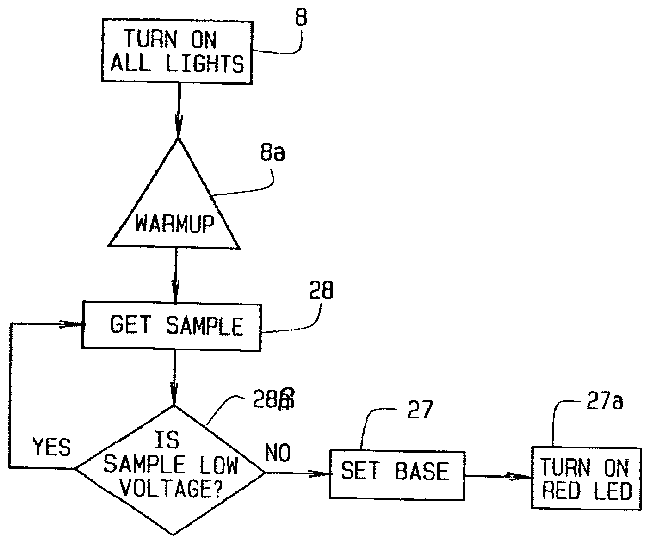 8
TURN ON
ALL LIGHTS
8a
WARMUP
28
GET SAMPLE
28β
YES
IS
SAMPLE LOW
VOLTAGE?
NO
27
SET BASE
27a
TURN ON
RED LED